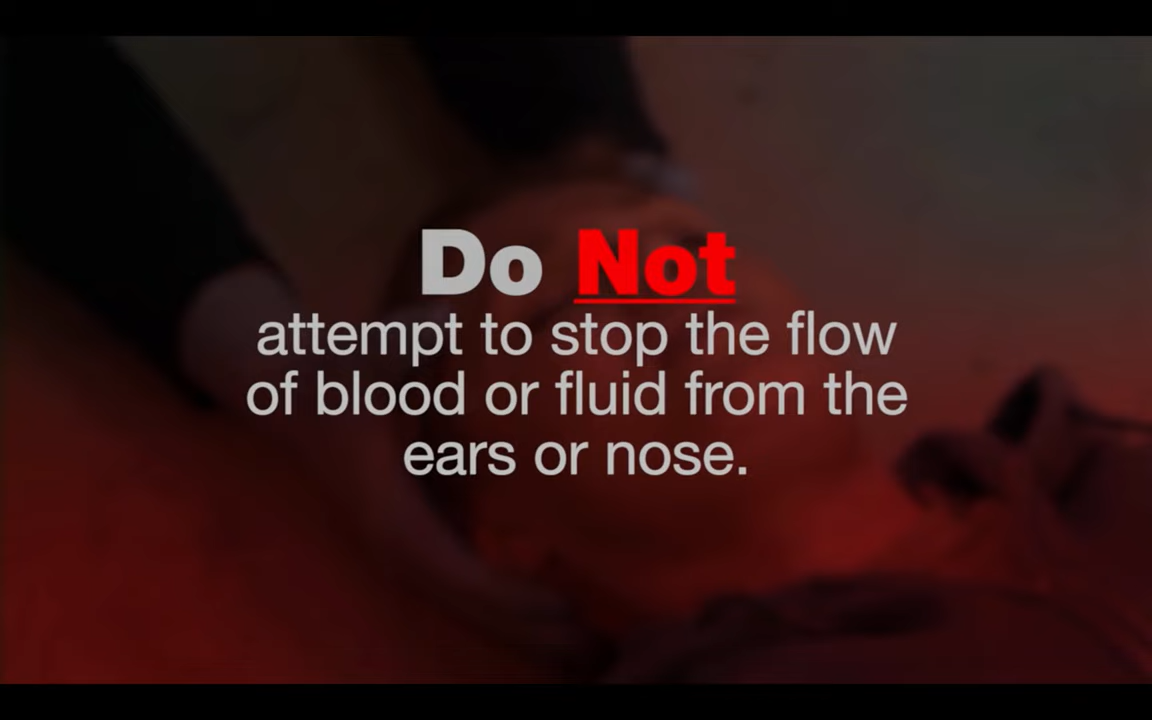 Do Not
attempt to stop the flow
of blood or fluid from the
ears or nose.